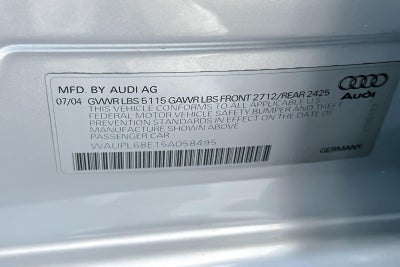 MFD. BY AUDI AG
07/04 GVWR LBS 5115 GAWR LBS FRONT 2712/REAR 2425
THIS VEHICLE CONFORMS TO ALL APPLICABLE U.S.
FEDERAL MOTOR VEHICLE SAFETY BUMPER AND THEFT
PREVENTION STANDARDS IN EFFECT ON THE DATE OF
MANUFACTURE SHOWN ABOVE
PASSENGER CAR
WAUPL68E15A058495
Audi
GERMANY